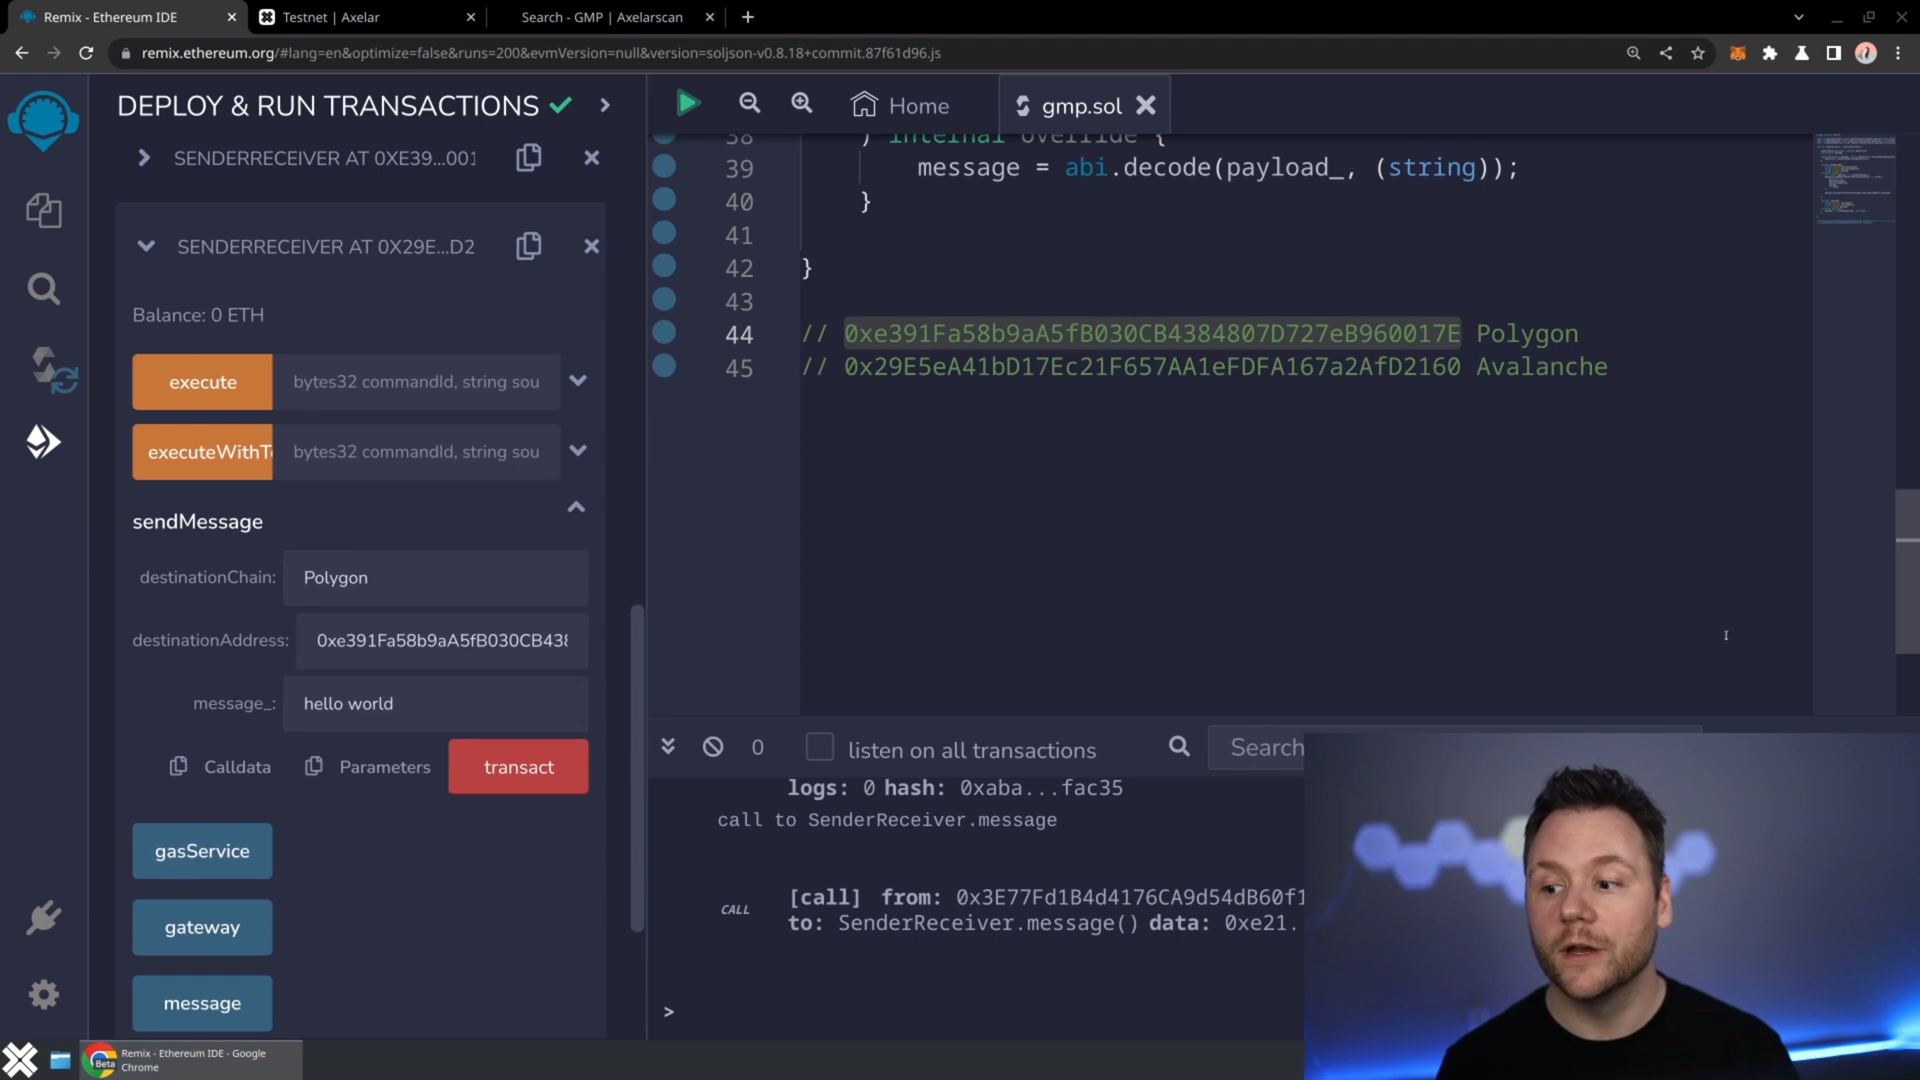 Remix - Ethereum IDE
Testnet | Axelar
Search - GMP | Axelarscan
remix.ethereum.org/#lang=en&optimize=false&runs=200&evmVersion=null&version=soljson-v0.8.18+commit.87f61d96.js
DEPLOY & RUN TRANSACTIONS
Home
gmp.sol
SENDERRECEIVER AT 0XE39...001
38 ) internal override {
39 message = abi.decode(payload_, (string));
40 }
41
42 }
43
44 // 0xe391Fa58b9aA5fB030CB4384807D727eB960017E Polygon
45 // 0x29E5eA41bD17Ec21F657AA1eFDFA167a2AfD2160 Avalanche
SENDERRECEIVER AT 0X29E...D2
Balance: 0 ETH
execute
bytes32 commandId, string sou
executeWithT
bytes32 commandId, string sou
sendMessage
destinationChain: Polygon
destinationAddress: 0xe391Fa58b9aA5fB030CB438
message_: hello world
Calldata
Parameters
transact
gasService
gateway
message
0
listen on all transactions
Search
logs: 0 hash: 0xaba...fac35
call to SenderReceiver.message
CALL
[call] from: 0x3E77Fd1B4d4176CA9d54dB60f1
to: SenderReceiver.message() data: 0xe21.
>
Beta
Remix - Ethereum IDE - Google
Chrome